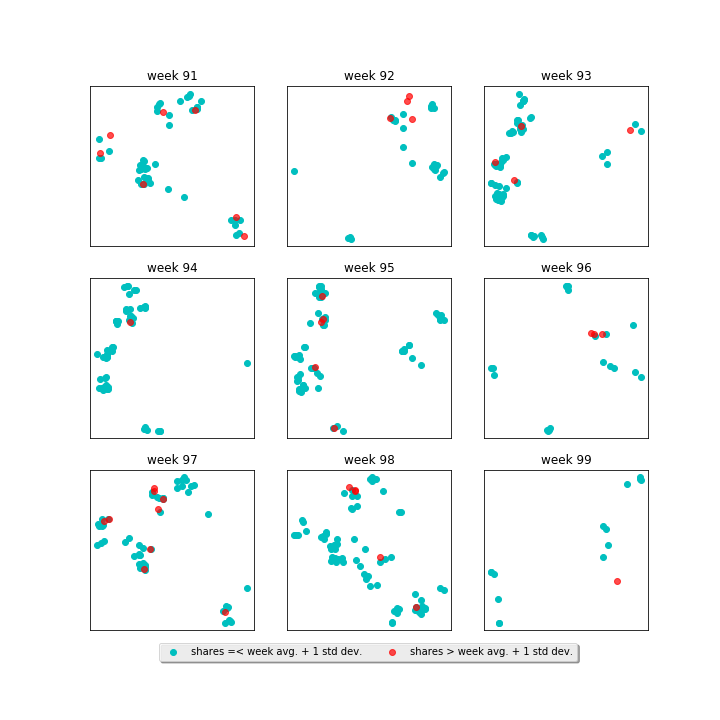 week 91
week 92
week 93
week 94
week 95
week 96
week 97
week 98
week 99
shares =< week avg. + 1 std dev.
shares > week avg. + 1 std dev.